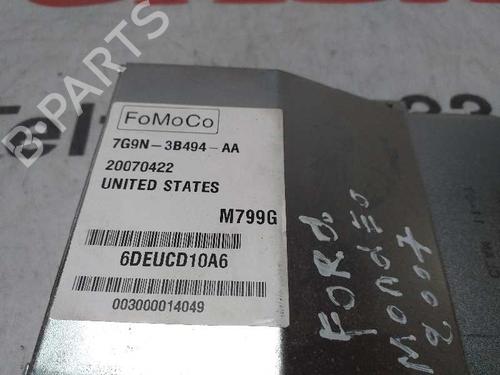 B-PARTS
FoMoCo
7G9N-3B494-AA
20070422
UNITED STATES
M799G
6DEUCD10A6
003000014049
FORD
MONDEO
2007